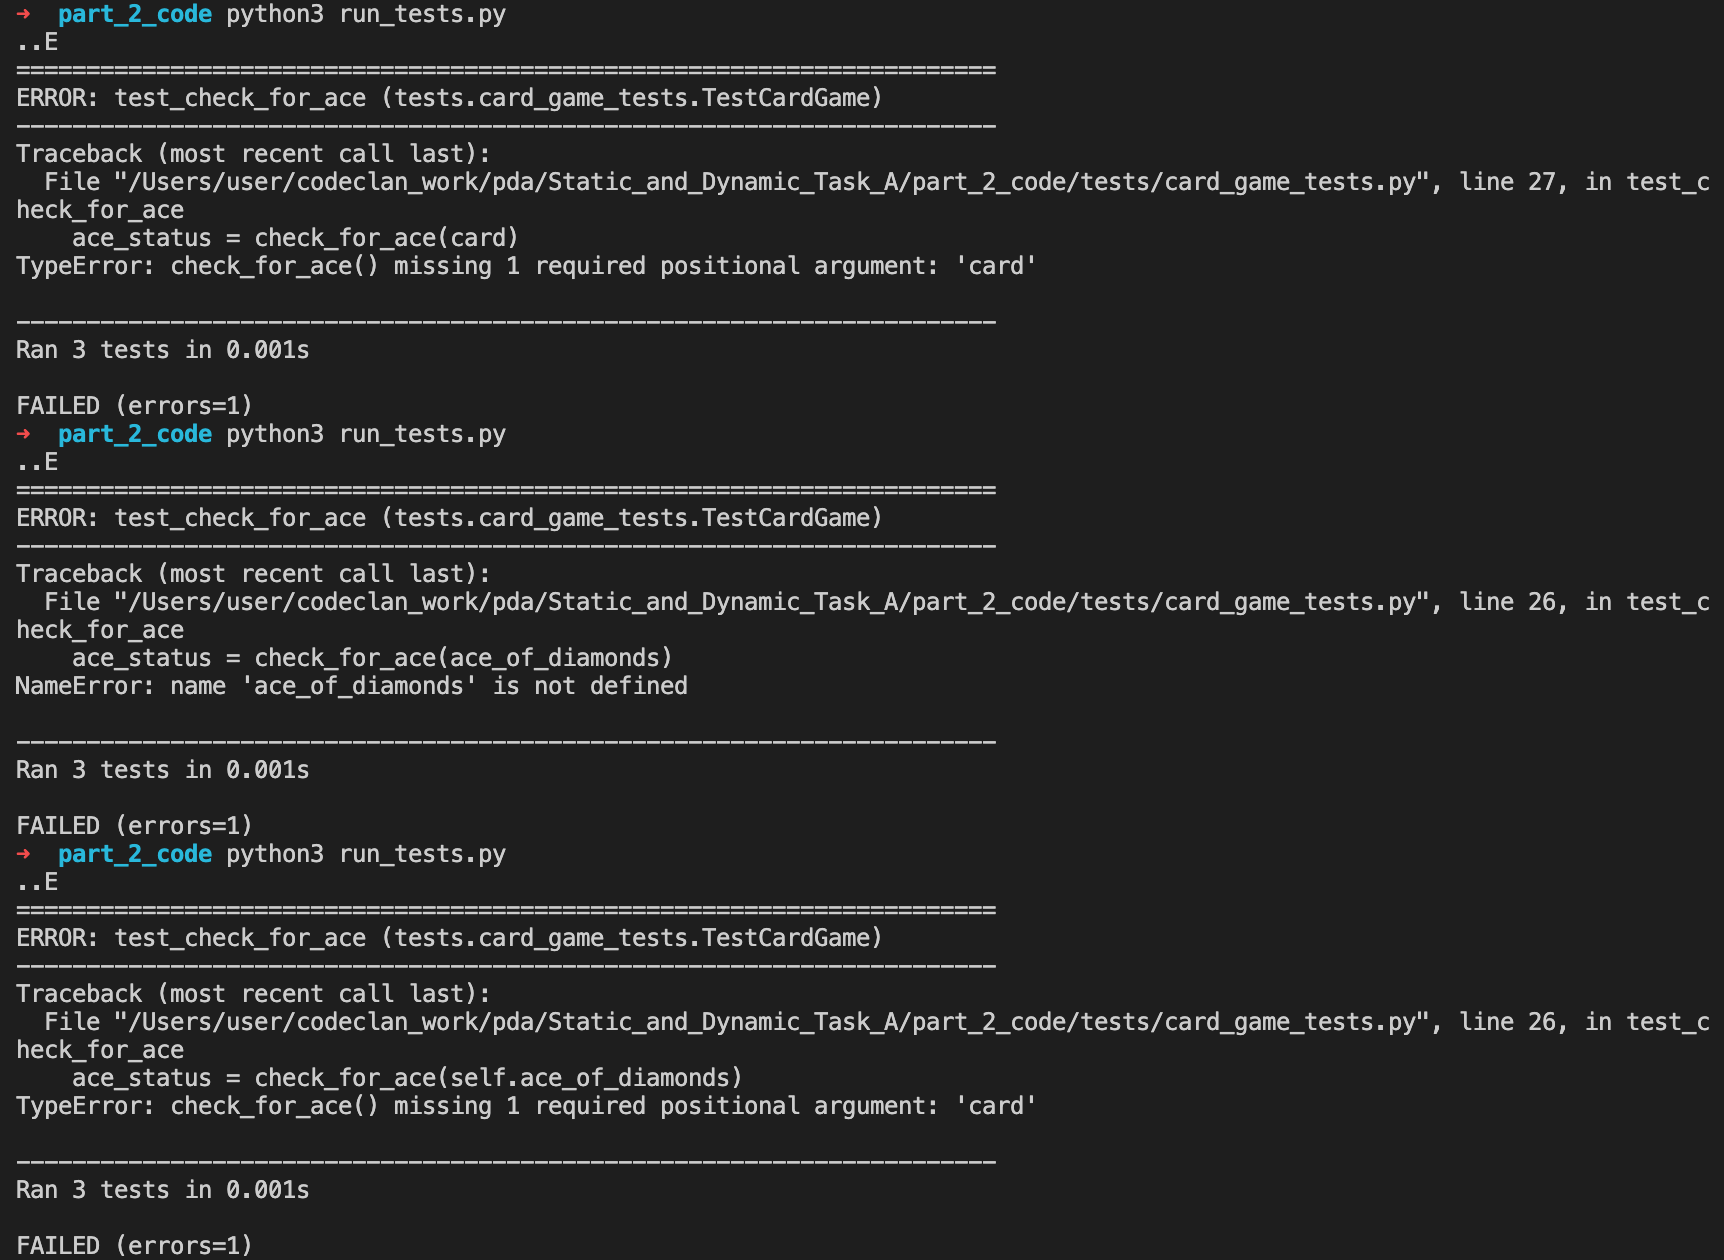 ➜  part_2_code python3 run_tests.py
..E
======================================================================
ERROR: test_check_for_ace (tests.card_game_tests.TestCardGame)
----------------------------------------------------------------------
Traceback (most recent call last):
  File "/Users/user/codeclan_work/pda/Static_and_Dynamic_Task_A/part_2_code/tests/card_game_tests.py", line 27, in test_c
heck_for_ace
    ace_status = check_for_ace(card)
TypeError: check_for_ace() missing 1 required positional argument: 'card'

----------------------------------------------------------------------
Ran 3 tests in 0.001s

FAILED (errors=1)
➜  part_2_code python3 run_tests.py
..E
======================================================================
ERROR: test_check_for_ace (tests.card_game_tests.TestCardGame)
----------------------------------------------------------------------
Traceback (most recent call last):
  File "/Users/user/codeclan_work/pda/Static_and_Dynamic_Task_A/part_2_code/tests/card_game_tests.py", line 26, in test_c
heck_for_ace
    ace_status = check_for_ace(ace_of_diamonds)
NameError: name 'ace_of_diamonds' is not defined

----------------------------------------------------------------------
Ran 3 tests in 0.001s

FAILED (errors=1)
➜  part_2_code python3 run_tests.py
..E
======================================================================
ERROR: test_check_for_ace (tests.card_game_tests.TestCardGame)
----------------------------------------------------------------------
Traceback (most recent call last):
  File "/Users/user/codeclan_work/pda/Static_and_Dynamic_Task_A/part_2_code/tests/card_game_tests.py", line 26, in test_c
heck_for_ace
    ace_status = check_for_ace(self.ace_of_diamonds)
TypeError: check_for_ace() missing 1 required positional argument: 'card'

----------------------------------------------------------------------
Ran 3 tests in 0.001s

FAILED (errors=1)